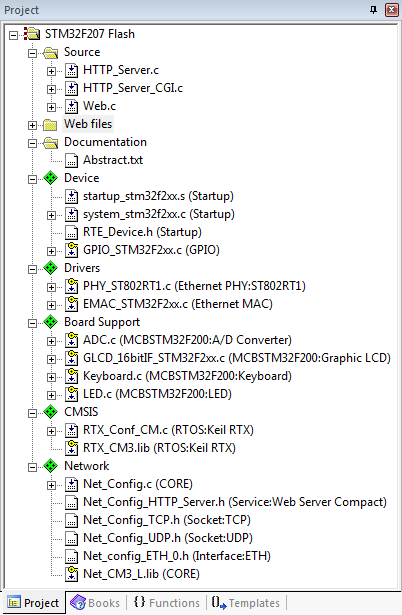 Project
STM32F207 Flash
Source
HTTP_Server.c
HTTP_Server_CGI.c
Web.c
Web files
Documentation
Abstract.txt
Device
startup_stm32f2xx.s (Startup)
system_stm32f2xx.c (Startup)
RTE_Device.h (Startup)
GPIO_STM32F2xx.c (GPIO)
Drivers
PHY_ST802RT1.c (Ethernet PHY:ST802RT1)
EMAC_STM32F2xx.c (Ethernet MAC)
Board Support
ADC.c (MCBSTM32F200:A/D Converter)
GLCD_16bitIF_STM32F2xx.c (MCBSTM32F200:Graphic LCD)
Keyboard.c (MCBSTM32F200:Keyboard)
LED.c (MCBSTM32F200:LED)
CMSIS
RTX_Conf_CM.c (RTOS:Keil RTX)
RTX_CM3.lib (RTOS:Keil RTX)
Network
Net_Config.c (CORE)
Net_Config_HTTP_Server.h (Service:Web Server Compact)
Net_Config_TCP.h (Socket:TCP)
Net_Config_UDP.h (Socket:UDP)
Net_config_ETH_0.h (Interface:ETH)
Net_CM3_L.lib (CORE)
Project Books {} Functions Templates